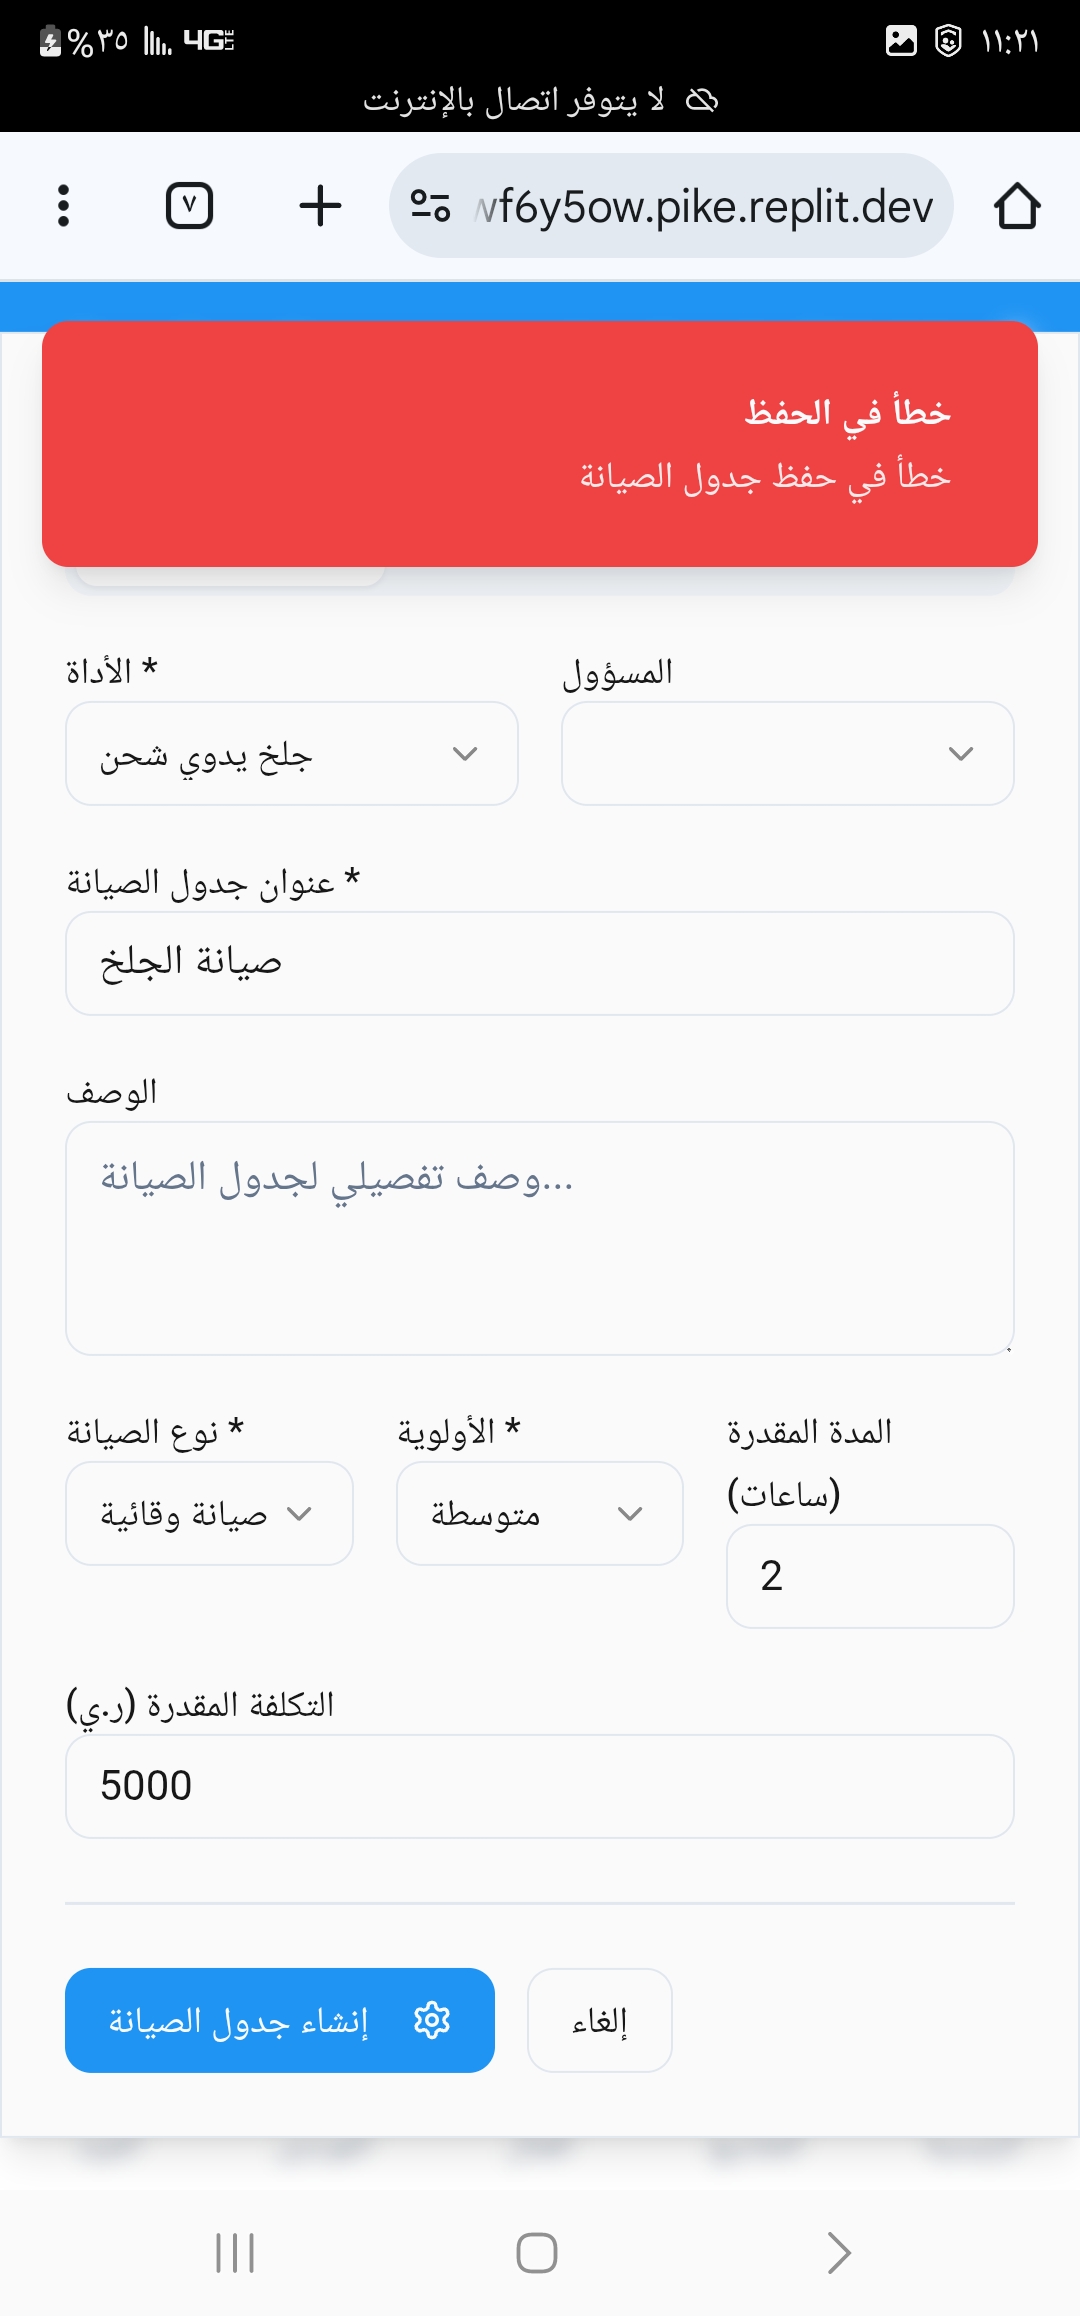 ١١:٢١ 4G LTE %٣٥
لا يتوفر اتصال بالإنترنت
vf6y5ow.pike.replit.dev ٧
خطأ في الحفظ
خطأ في حفظ جدول الصيانة
الأداة *
المسؤول
جلخ يدوي شحن
عنوان جدول الصيانة *
صيانة الجلخ
الوصف
وصف تفصيلي لجدول الصيانة...
نوع الصيانة *
الأولوية *
المدة المقدرة
(ساعات)
صيانة وقائية
متوسطة
2
التكلفة المقدرة (ر.ي)
5000
إنشاء جدول الصيانة
إلغاء